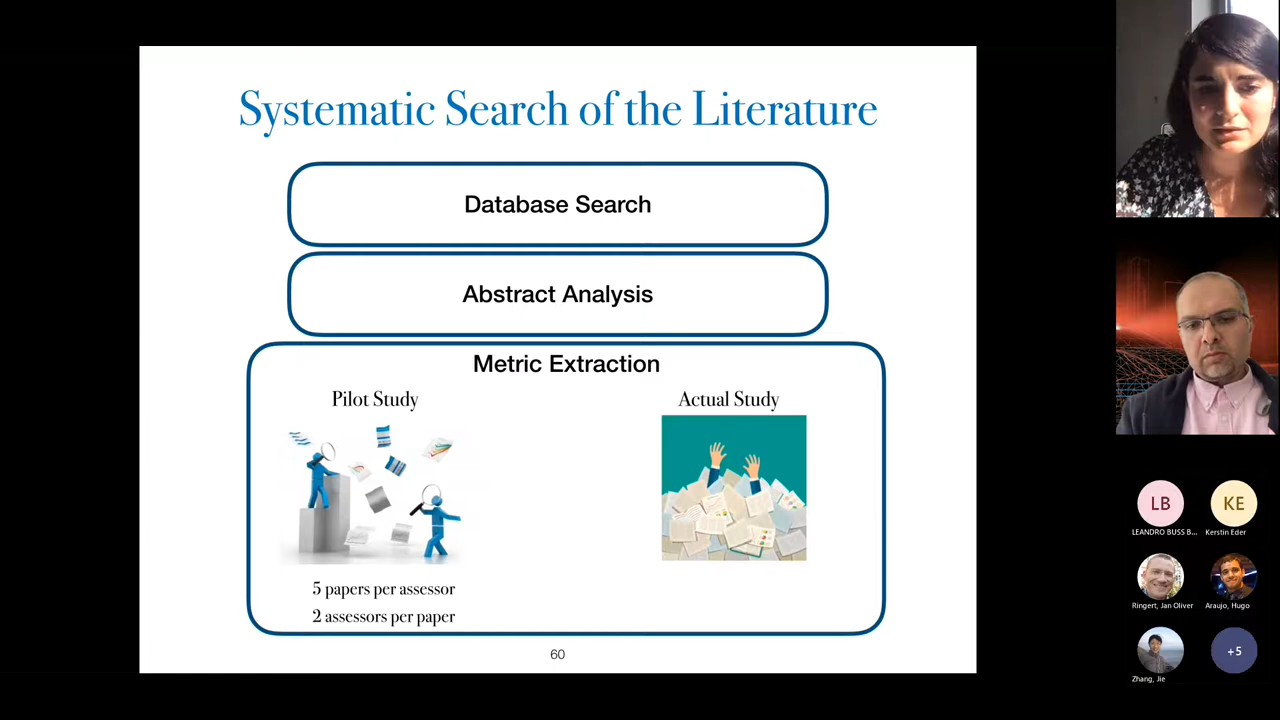 Systematic Search of the Literature
Database Search
Abstract Analysis
Metric Extraction
Pilot Study
Actual Study
5 papers per assessor
2 assessors per paper
60
LB
KE
LEANDRO BUSS B...
Kerstin Eder
Ringert, Jan Oliver
Araujo, Hugo
+5
Zhang, Jie